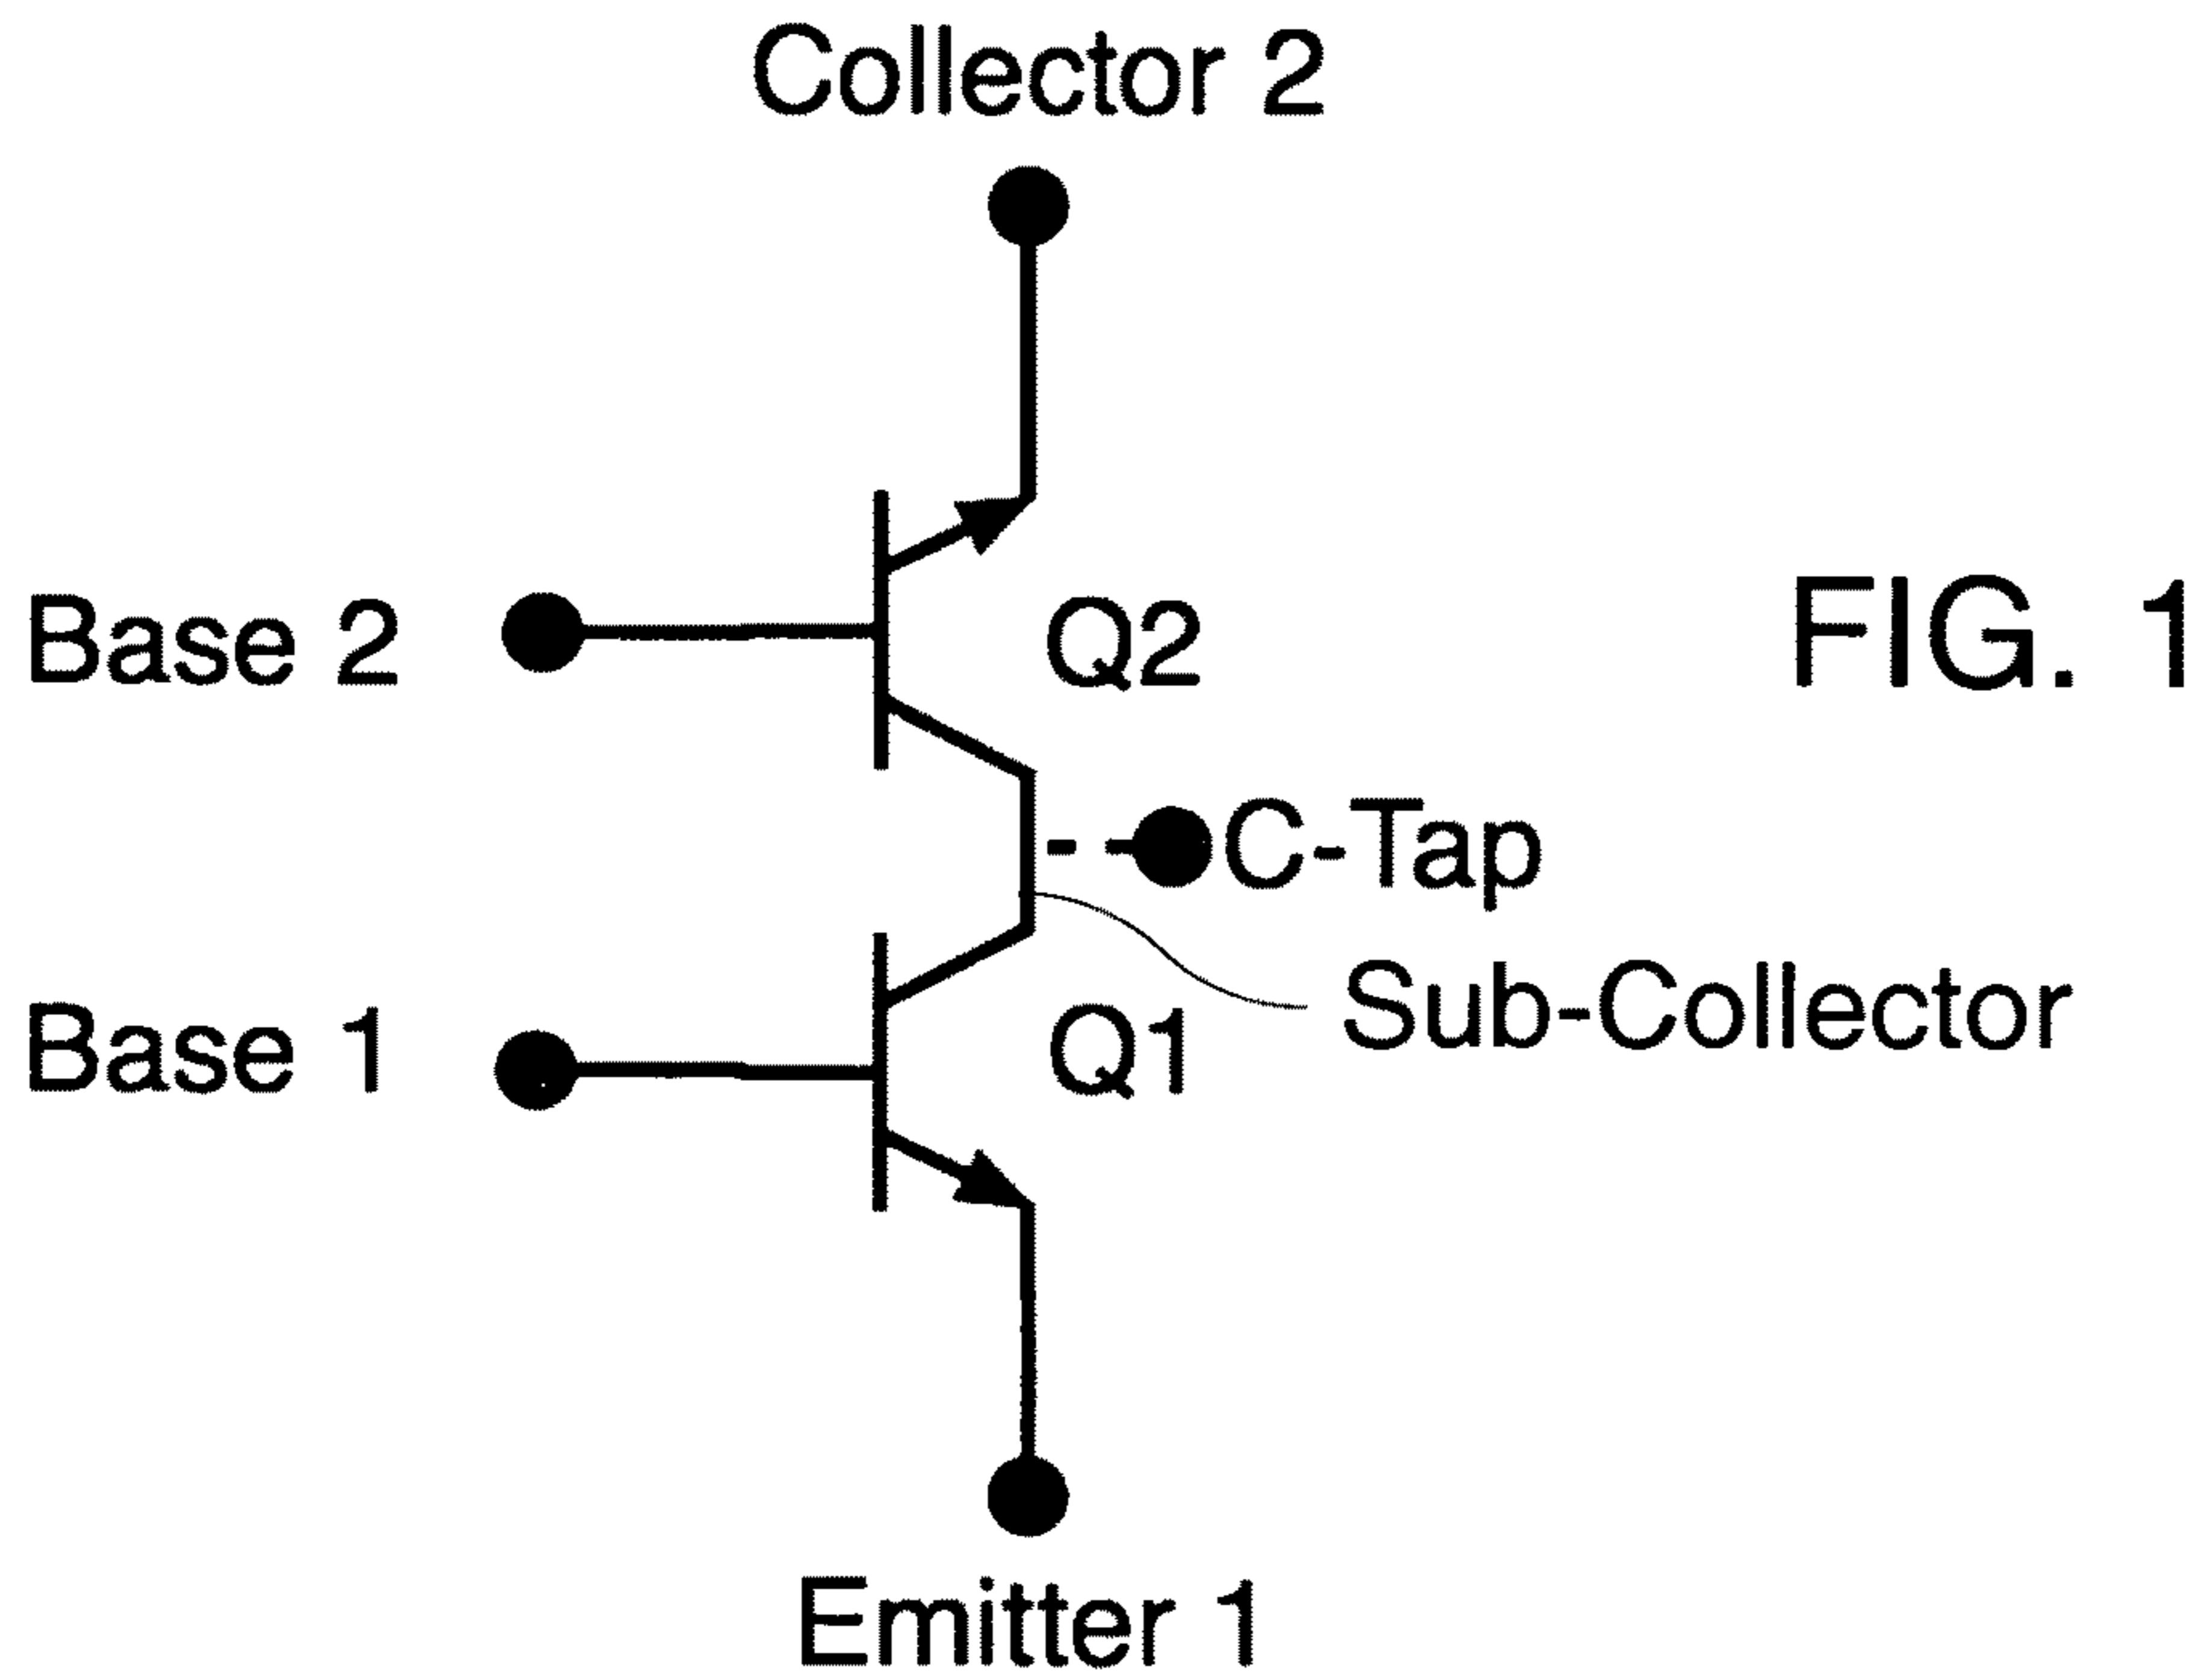 Collector 2
Base 2
Q2
FIG. 1
C-Tap
Sub-Collector
Base 1
Q1
Emitter 1